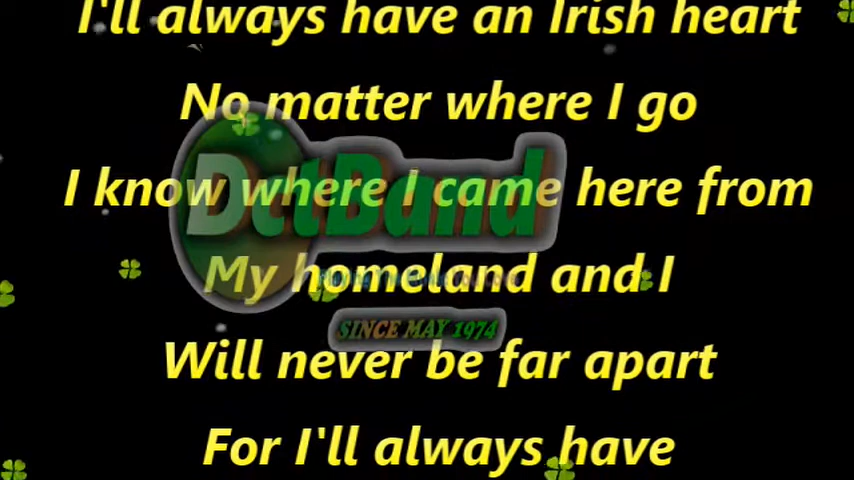 I'll always have an Irish heart
No matter where I go
I know where I came here from
DctBand
My homeland and I
SINCE MAY 1974
Will never be far apart
For I'll always have